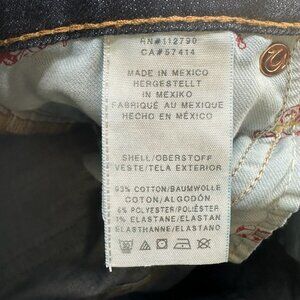 RN#112790
CA#57414
MADE IN MEXICO
HERGESTELLT
IN MEXIKO
FABRIQUÉ AU MEXIQUE
HECHO EN MÉXICO
SHELL/OBERSTOFF
VESTE/TELA EXTERIOR
93% COTTON/BAUMWOLLE
COTON/ALGODÓN
6% POLYESTER/POLIÉSTER
1% ELASTANE/ELASTAN
ELASTHANNE/ELASTANO